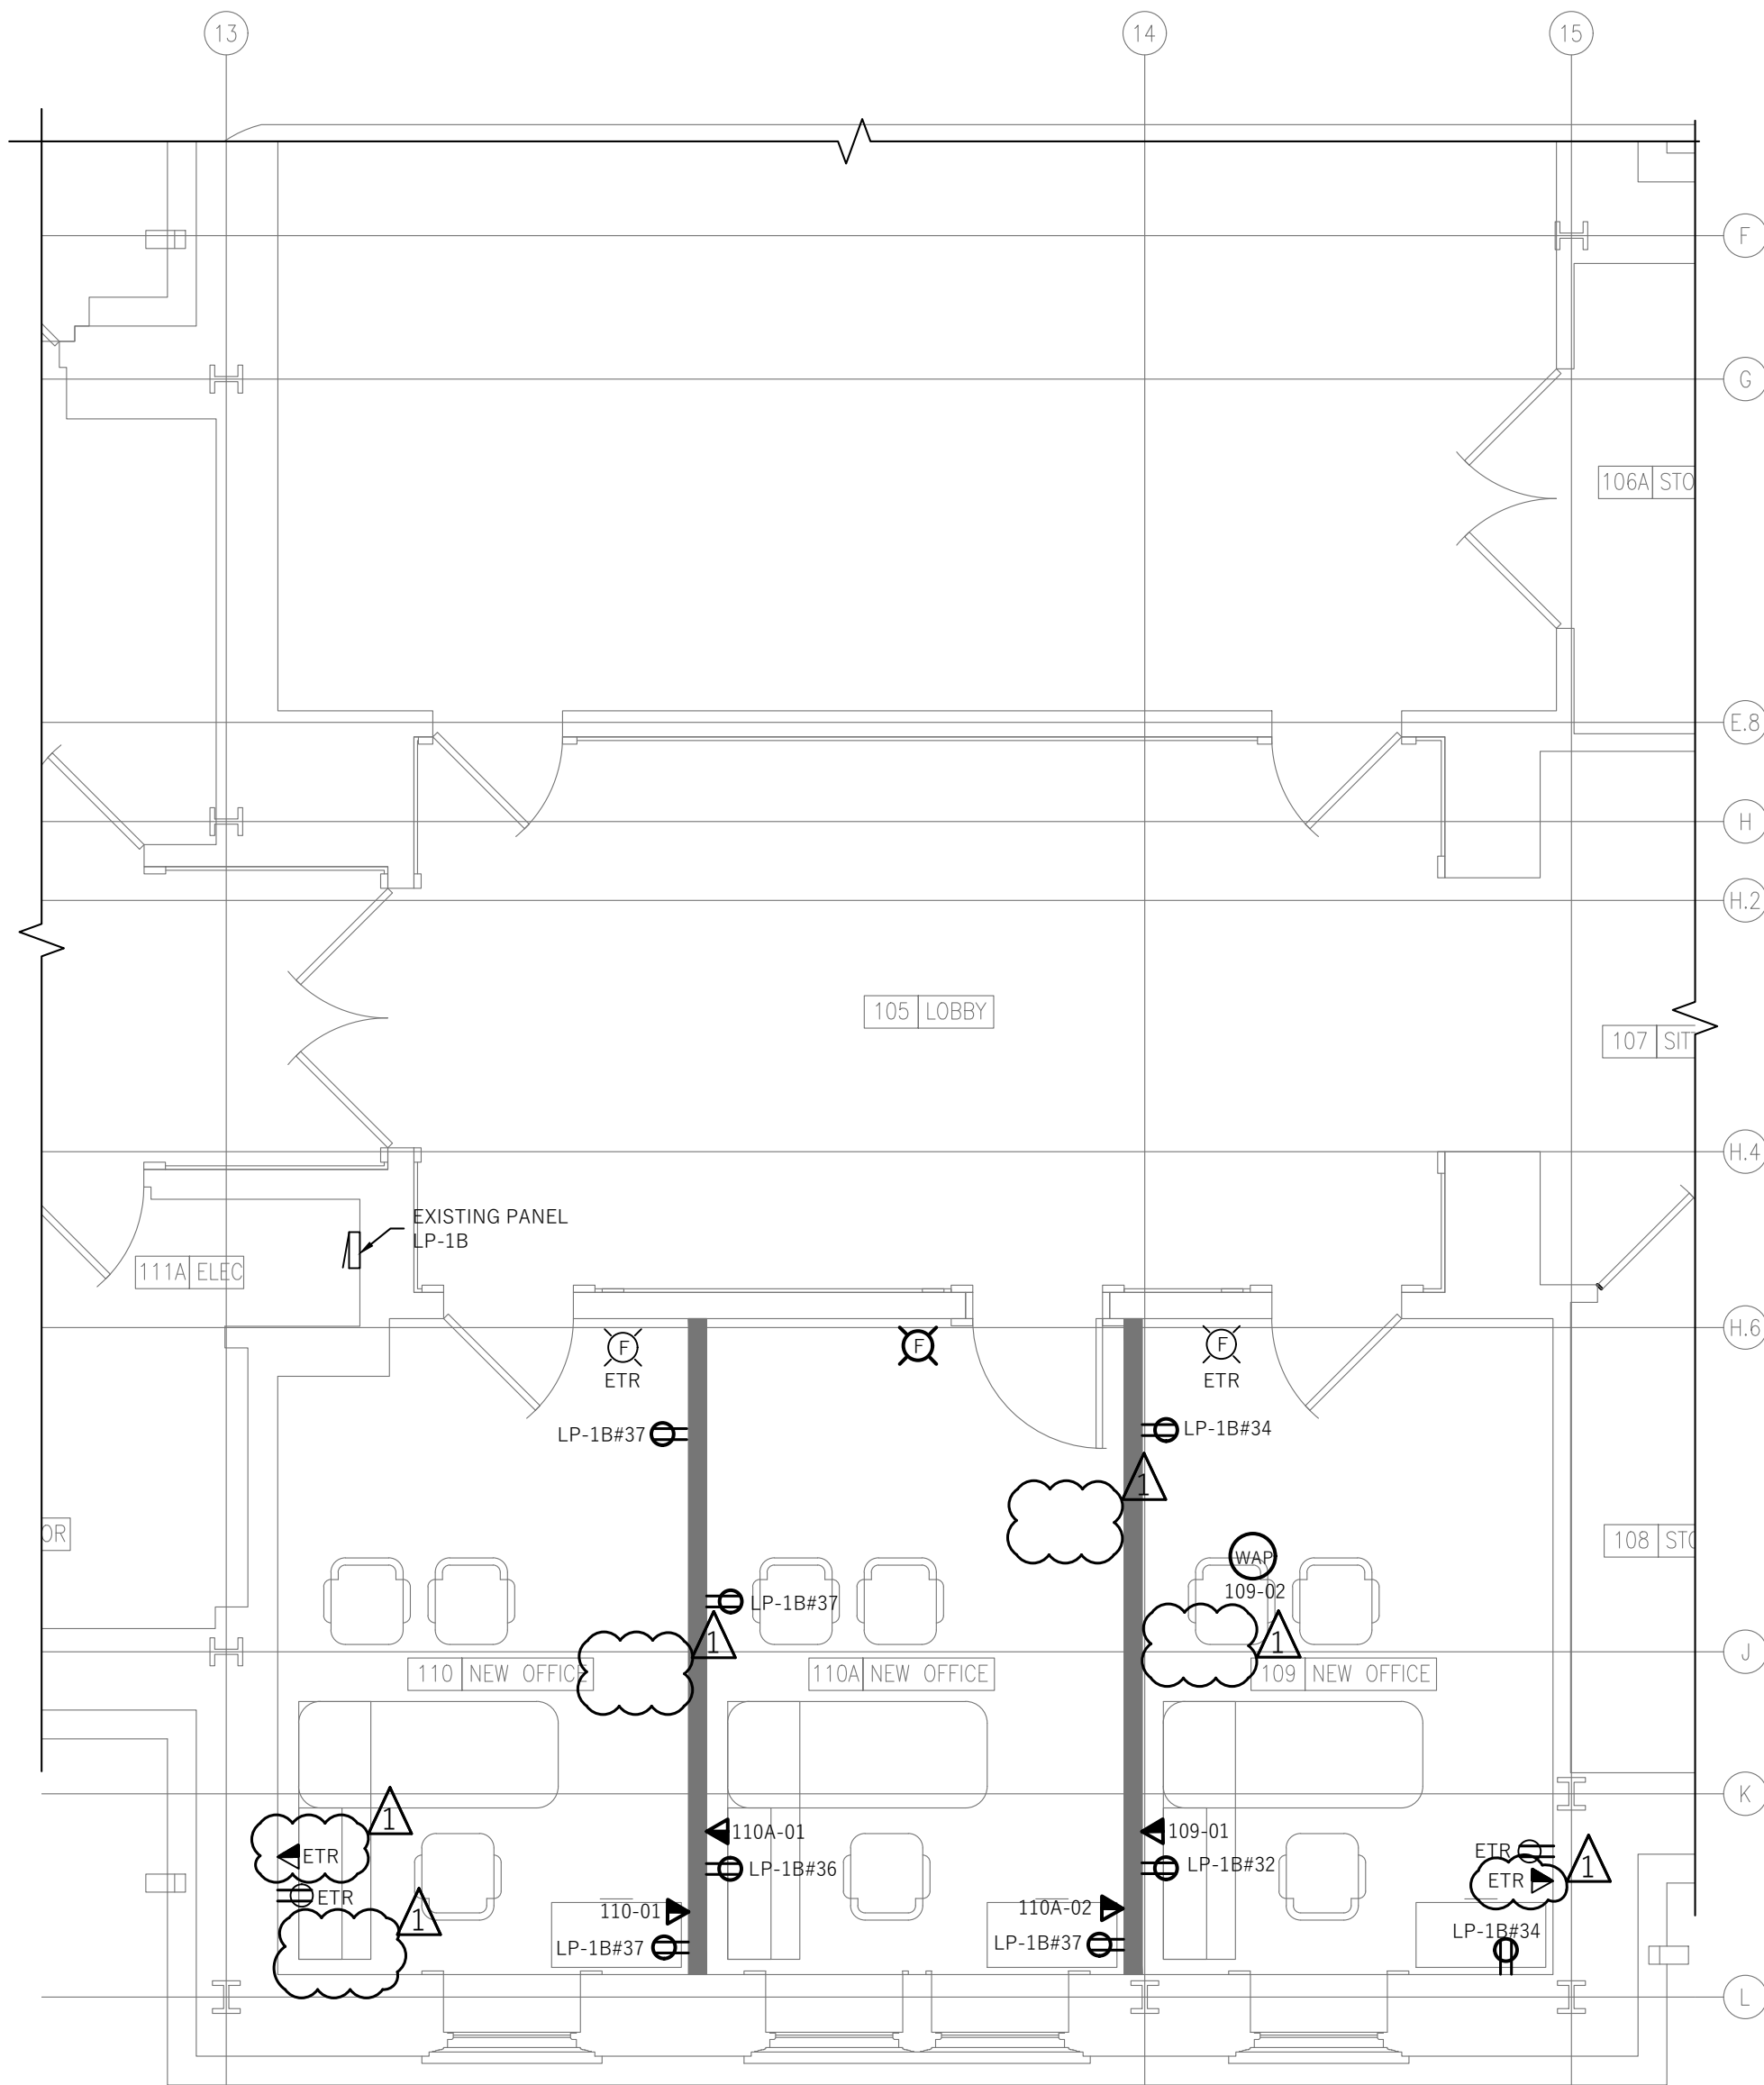 13
14
15
F
G
106A STO
E.8
H
H.2
105 LOBBY
107 SIT
H.4
EXISTING PANEL
LP-1B
111A ELEC
H.6
F
F
F
ETR
ETR
LP-1B#37
LP-1B#34
1
OR
108 STO
WAP
109-02
LP-1B#37
1
1
J
110 NEW OFFICE
110A NEW OFFICE
109 NEW OFFICE
K
1
110A-01
109-01
ETR
ETR
1
LP-1B#36
LP-1B#32
ETR
ETR
1
110-01
110A-02
LP-1B#34
LP-1B#37
LP-1B#37
L